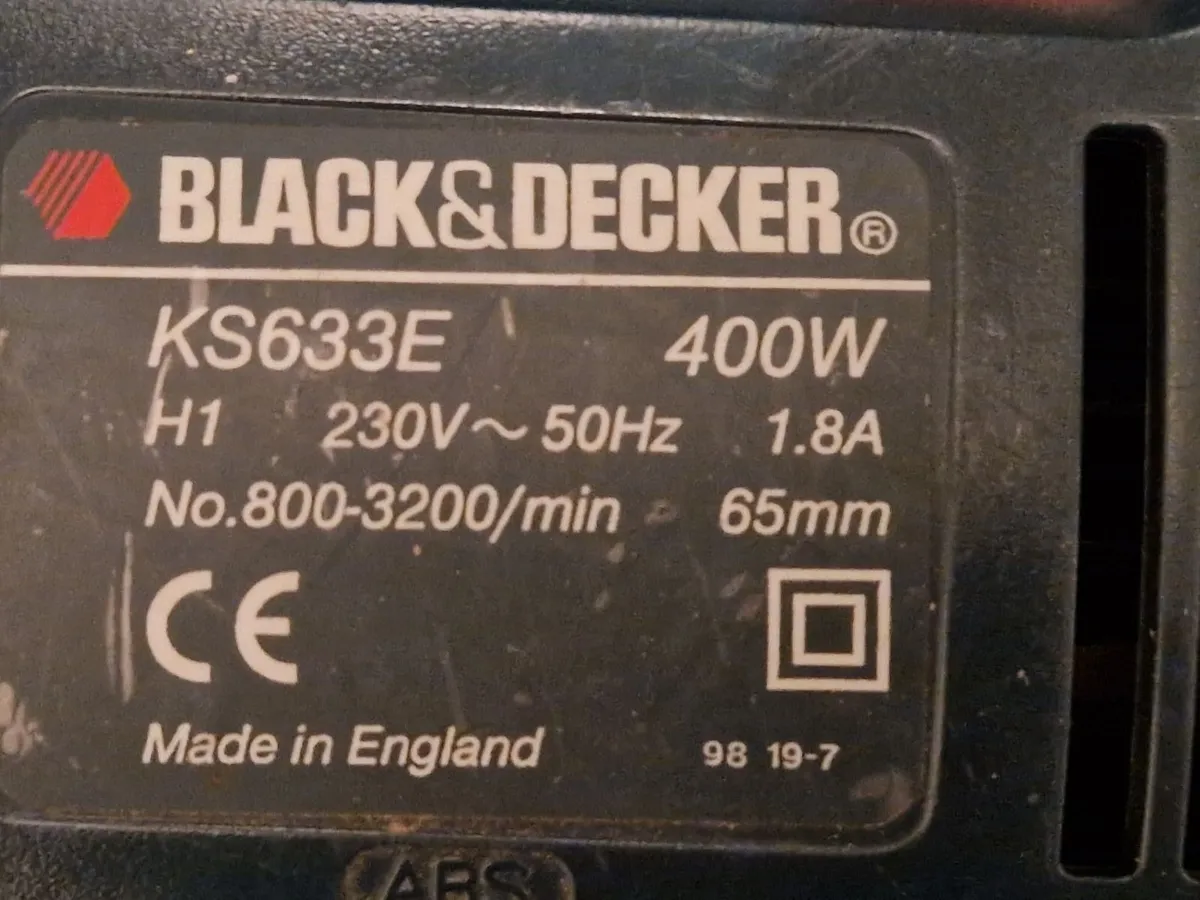 BLACK&DECKER®
KS633E 400W
H1 230V~50Hz 1.8A
No.800-3200/min 65mm
CE
Made in England 98 19-7
ABS